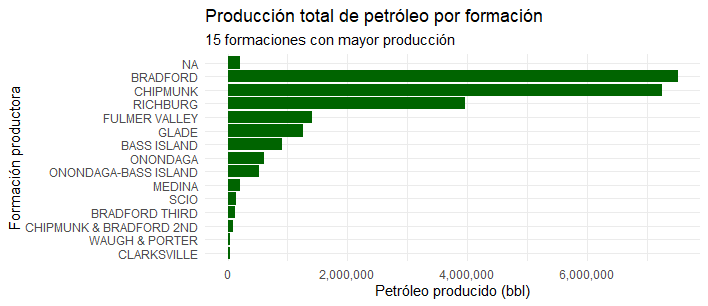 Producción total de petróleo por formación
15 formaciones con mayor producción
Formación productora
NA
BRADFORD
CHIPMUNK
RICHBURG
FULMER VALLEY
GLADE
BASS ISLAND
ONONDAGA
ONONDAGA-BASS ISLAND
MEDINA
SCIO
BRADFORD THIRD
CHIPMUNK & BRADFORD 2ND
WAUGH & PORTER
CLARKSVILLE
0 2,000,000 4,000,000 6,000,000
Petróleo producido (bbl)